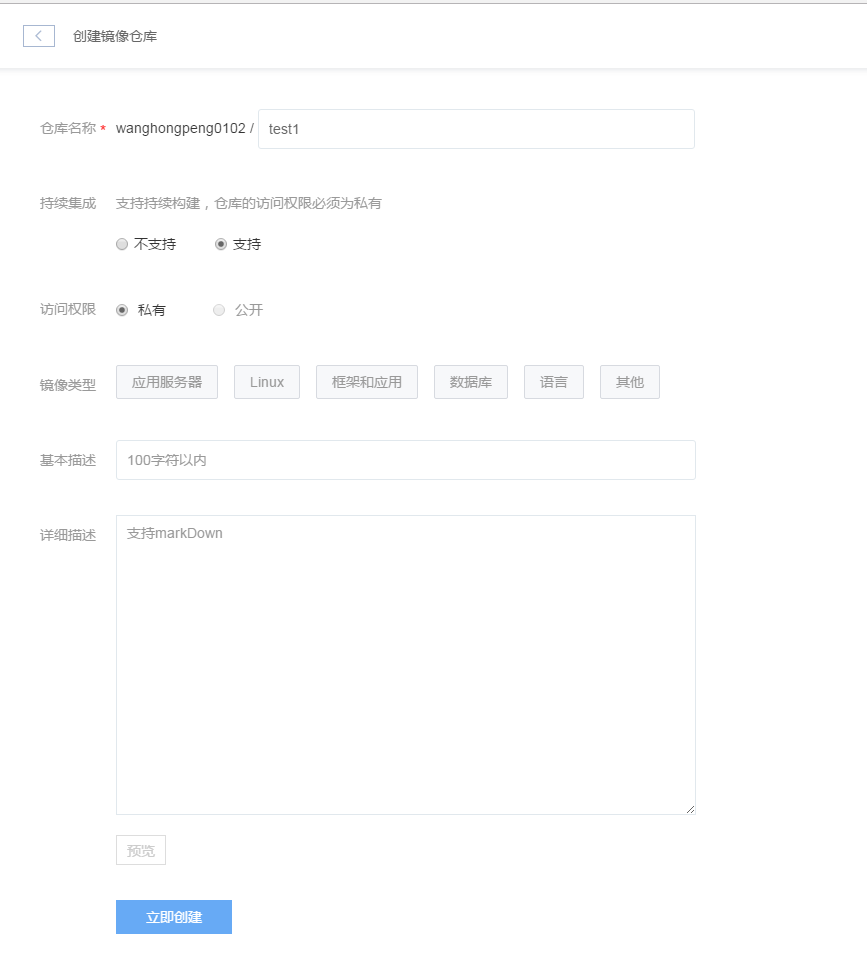 创建镜像仓库
仓库名称 * wanghongpeng0102 / test1
持续集成 支持持续构建，仓库的访问权限必须为私有
不支持 支持
访问权限 私有 公开
镜像类型 应用服务器 Linux 框架和应用 数据库 语言 其他
基本描述 100字符以内
详细描述 支持markDown
预览
立即创建